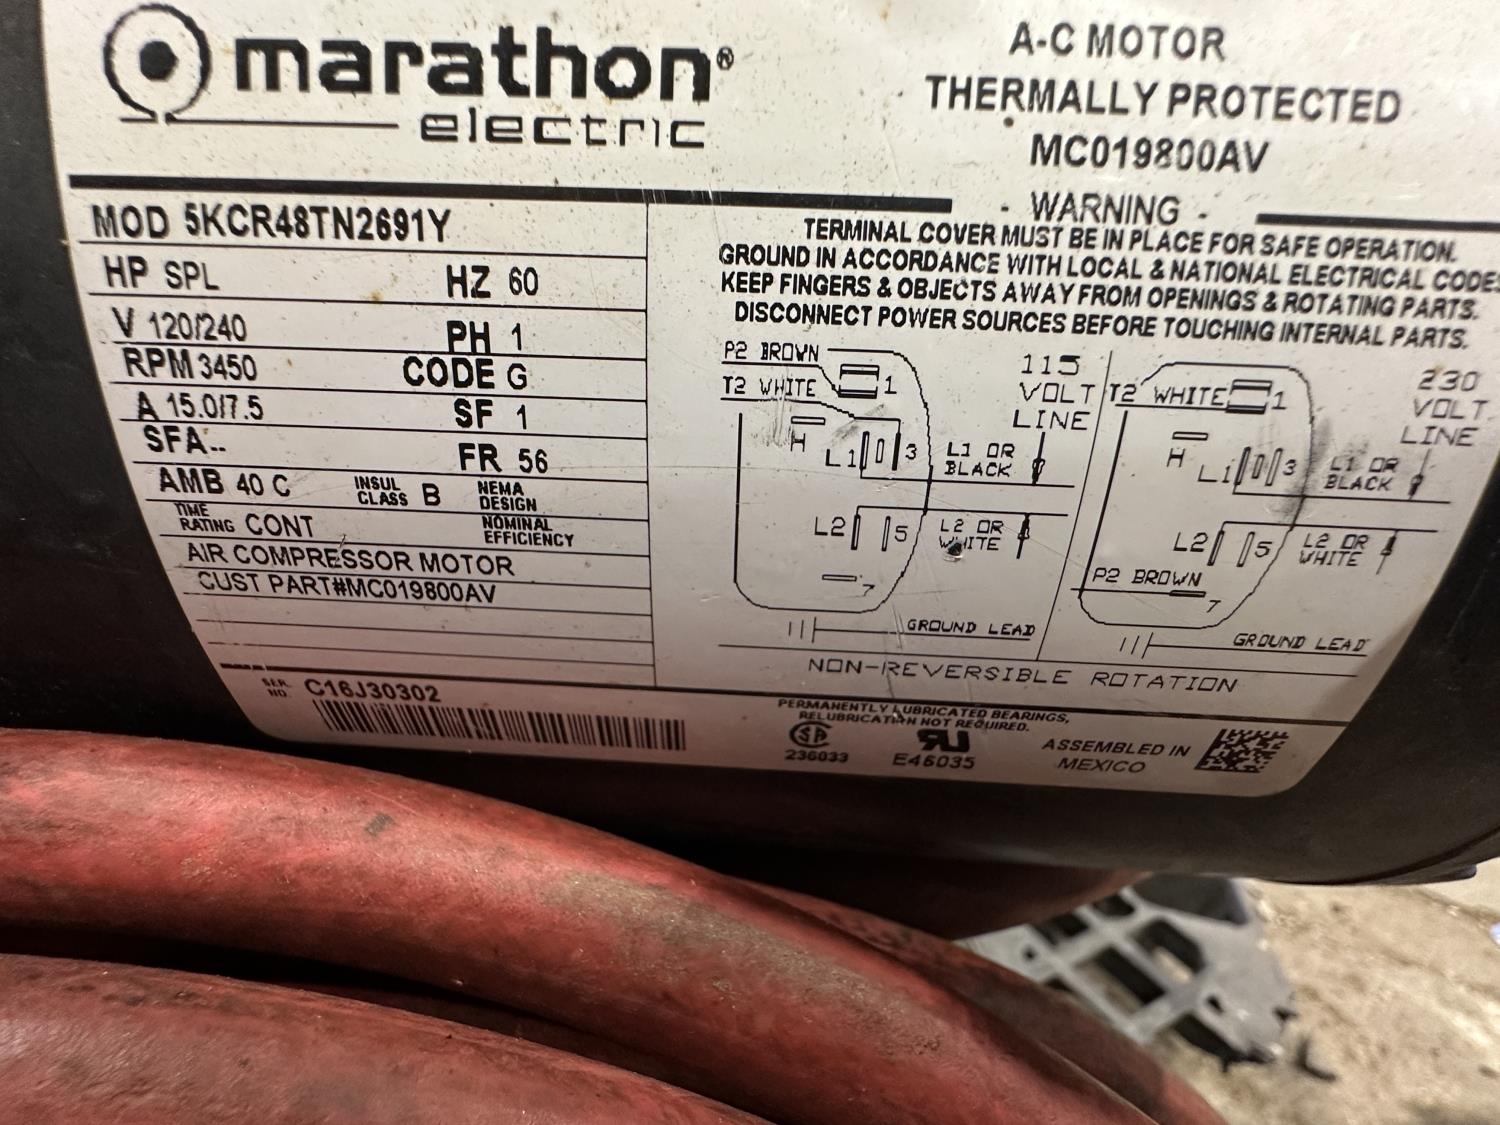 marathon®
electric
A-C MOTOR
THERMALLY PROTECTED
MC019800AV
- WARNING -
TERMINAL COVER MUST BE IN PLACE FOR SAFE OPERATION.
GROUND IN ACCORDANCE WITH LOCAL & NATIONAL ELECTRICAL CODES
KEEP FINGERS & OBJECTS AWAY FROM OPENINGS & ROTATING PARTS.
DISCONNECT POWER SOURCES BEFORE TOUCHING INTERNAL PARTS.
MOD 5KCR48TN2691Y
HP SPL HZ 60
V 120/240 PH 1
RPM 3450 CODE G
A 15.0/7.5 SF 1
SFA-- FR 56
AMB 40 C INSUL CLASS B NEMA DESIGN
TIME RATING CONT NOMINAL EFFICIENCY
AIR COMPRESSOR MOTOR
CUST PART#MC019800AV
SER. NO. C16J30302
P2 BROWN
T2 WHITE
1
H
L1
3
L2
5
7
115
VOLT
LINE
L1 OR
BLACK
L2 OR
WHITE
GROUND LEAD
T2 WHITE
1
H
L1
3
L2
5
P2 BROWN
7
230
VOLT
LINE
L1 OR
BLACK
L2 OR
WHITE
GROUND LEAD
NON-REVERSIBLE ROTATION
PERMANENTLY LUBRICATED BEARINGS,
RELUBRICATION NOT REQUIRED.
SA
236033
RU
E46035
ASSEMBLED IN
MEXICO